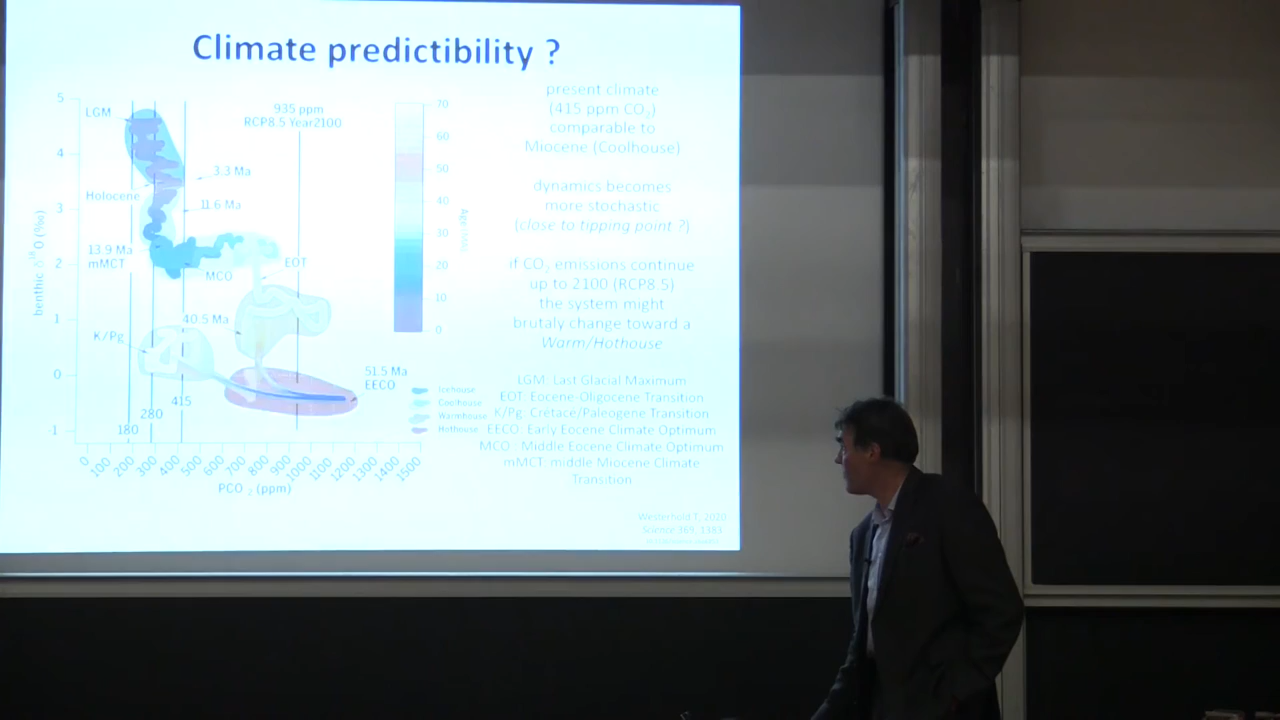 Climate predictibility ?
5
4
3
2
1
0
-1
benthic δ¹⁸O (‰)
LGM
Holocene
13.9 Ma
mMCT
K/Pg
935 ppm
RCP8.5 Year2100
3.3 Ma
11.6 Ma
MCO
EOT
40.5 Ma
51.5 Ma
EECO
415
280
180
0 100 200 300 400 500 600 700 800 900 1000 1100 1200 1300 1400 1500
PCO ₂ (ppm)
70
60
50
40
30
20
10
0
Icehouse
Coolhouse
Warmhouse
Hothouse
present climate
(415 ppm CO₂)
comparable to
Miocene (Coolhouse)
dynamics becomes
more stochastic
(close to tipping point ?)
if CO₂ emissions continue
up to 2100 (RCP8.5)
the system might
brutaly change toward a
Warm/Hothouse
LGM: Last Glacial Maximum
EOT: Eocene-Oligocene Transition
K/Pg: Crétacé/Paleogene Transition
EECO: Early Eocene Climate Optimum
MCO : Middle Eocene Climate Optimum
mMCT: middle Miocene Climate
Transition
Westerhold T, 2020
Science 369, 1383